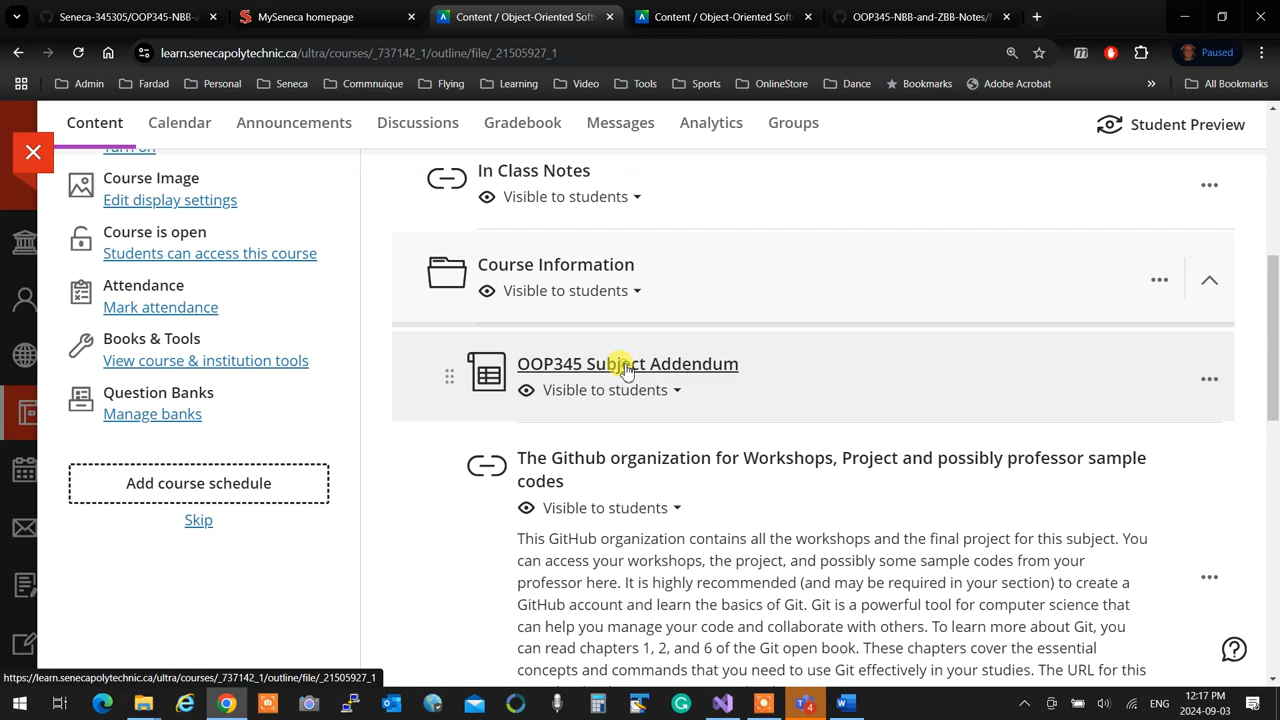 Seneca-345305/OOP345-NBB-
MySeneca homepage
Content / Object-Oriented Soft
Content / Object-Oriented Soft
OOP345-NBB-and-ZBB-Notes/
learn.senecapolytechnic.ca/ultra/courses/_737142_1/outline/file/_21505927_1
Paused
Admin
Fardad
Personal
Seneca
Commnuique
Flying
Learning
Video
Tools
Sports
OnlineStore
Dance
Bookmarks
Adobe Acrobat
All Bookmarks
Content
Calendar
Announcements
Discussions
Gradebook
Messages
Analytics
Groups
Student Preview
Turn on
Course Image
Edit display settings
Course is open
Students can access this course
Attendance
Mark attendance
Books & Tools
View course & institution tools
Question Banks
Manage banks
Add course schedule
Skip
In Class Notes
Visible to students
Course Information
Visible to students
OOP345 Subject Addendum
Visible to students
The Github organization for Workshops, Project and possibly professor sample
codes
Visible to students
This GitHub organization contains all the workshops and the final project for this subject. You
can access your workshops, the project, and possibly some sample codes from your
professor here. It is highly recommended (and may be required in your section) to create a
GitHub account and learn the basics of Git. Git is a powerful tool for computer science that
can help you manage your code and collaborate with others. To learn more about Git, you
can read chapters 1, 2, and 6 of the Git open book. These chapters cover the essential
concepts and commands that you need to use Git effectively in your studies. The URL for this
https://learn.senecapolytechnic.ca/ultra/courses/_737142_1/outline/file/_21505927_1
ENG
12:17 PM
2024-09-03